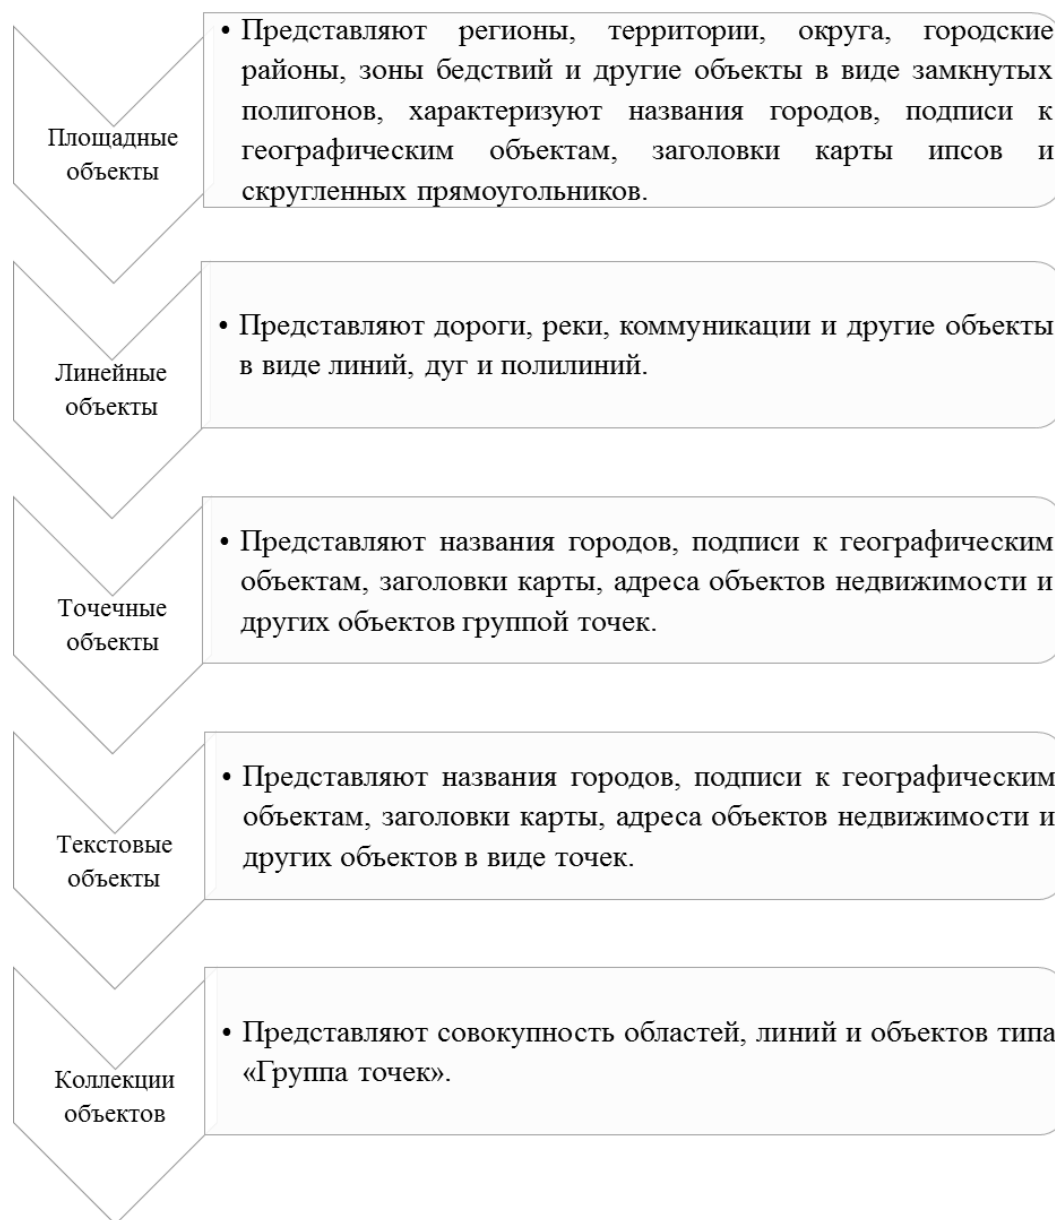 Площадные
объекты
• Представляют регионы, территории, округа, городские
районы, зоны бедствий и другие объекты в виде замкнутых
полигонов, характеризуют названия городов, подписи к
географическим объектам, заголовки карты ипсов и
скругленных прямоугольников.
Линейные
объекты
• Представляют дороги, реки, коммуникации и другие объекты
в виде линий, дуг и полилиний.
Точечные
объекты
• Представляют названия городов, подписи к географическим
объектам, заголовки карты, адреса объектов недвижимости и
других объектов группой точек.
Текстовые
объекты
• Представляют названия городов, подписи к географическим
объектам, заголовки карты, адреса объектов недвижимости и
других объектов в виде точек.
Коллекции
объектов
• Представляют совокупность областей, линий и объектов типа
«Группа точек».